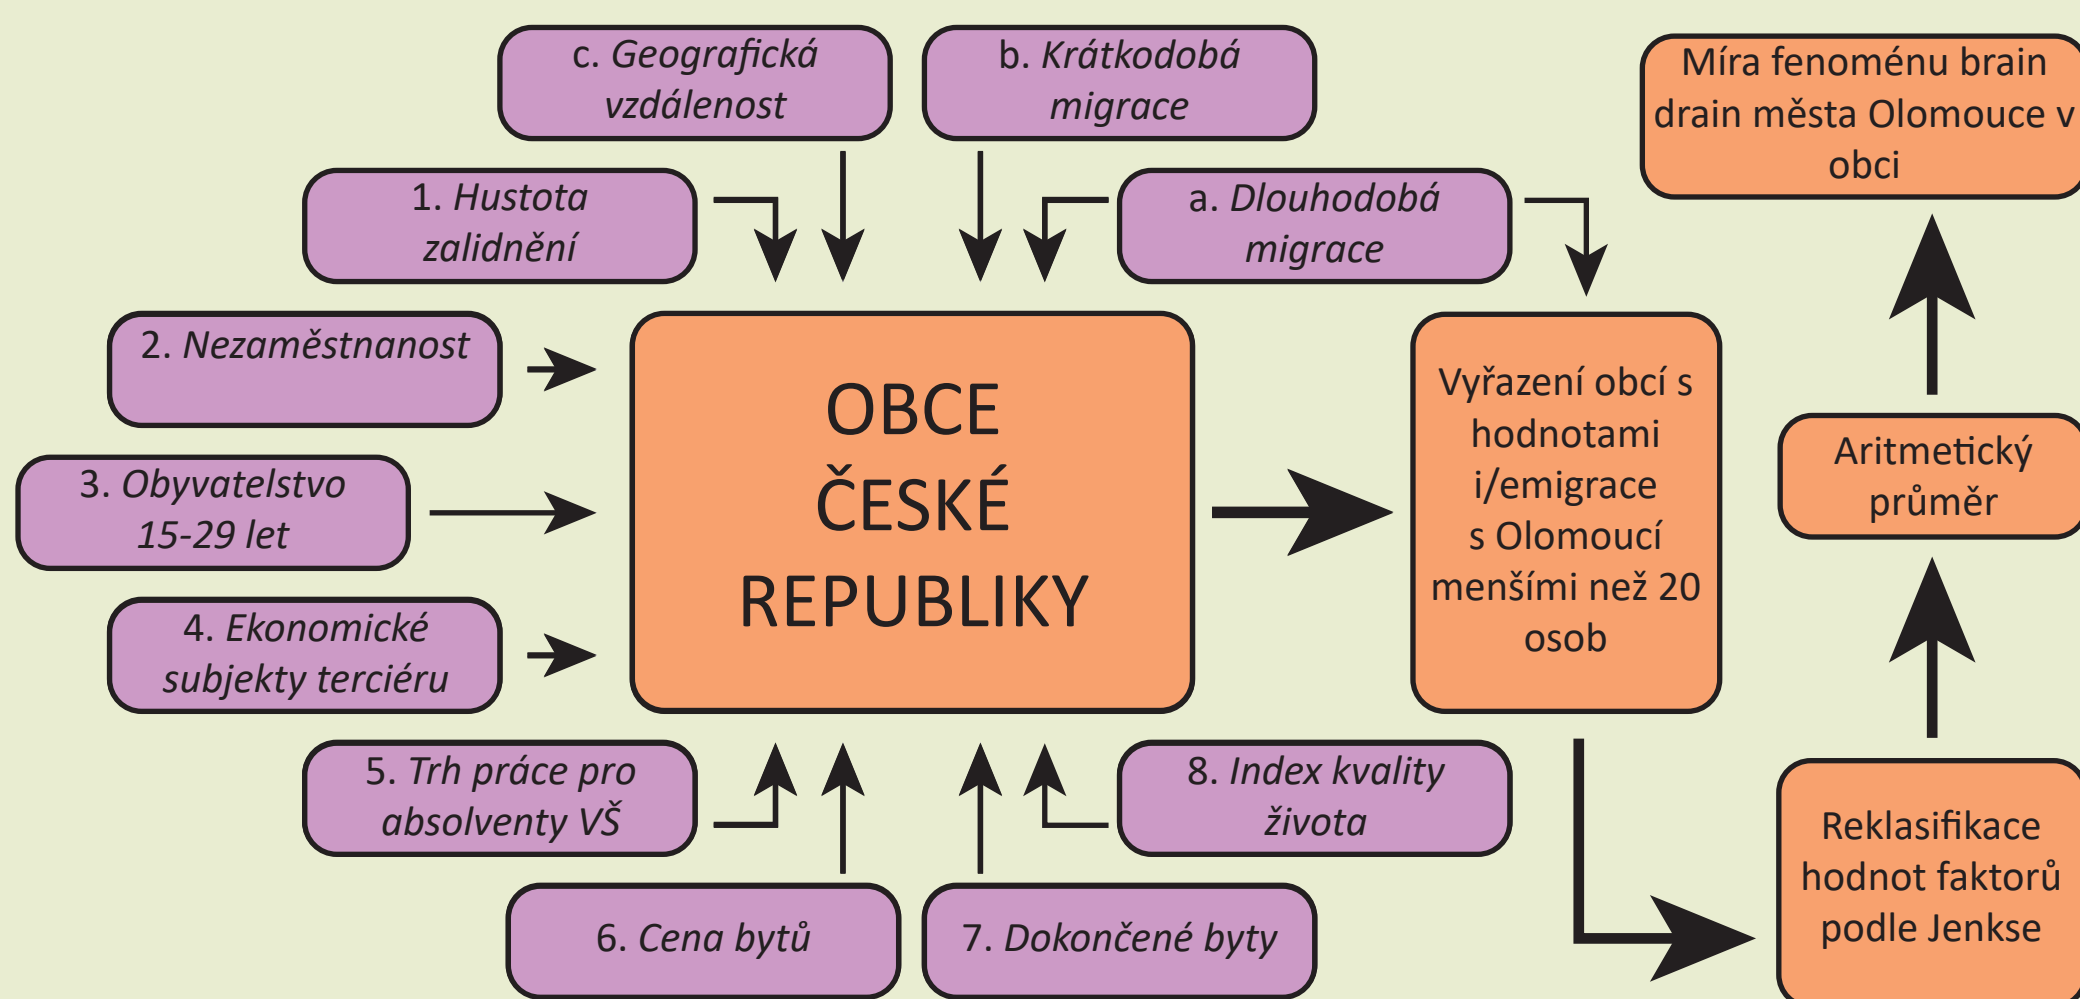 c. Geografická
vzdálenost
b. Krátkodobá
migrace
Míra fenoménu brain
drain města Olomouce v
obci
1. Hustota
zalidnění
a. Dlouhodobá
migrace
2. Nezaměstnanost
3. Obyvatelstvo
15-29 let
4. Ekonomické
subjekty terciéru
OBCE
ČESKÉ
REPUBLIKY
Vyřazení obcí s
hodnotami
i/emigrace
s Olomoucí
menšími než 20
osob
Aritmetický
průměr
5. Trh práce pro
absolventy VŠ
8. Index kvality
života
6. Cena bytů
7. Dokončené byty
Reklasifikace
hodnot faktorů
podle Jenkse